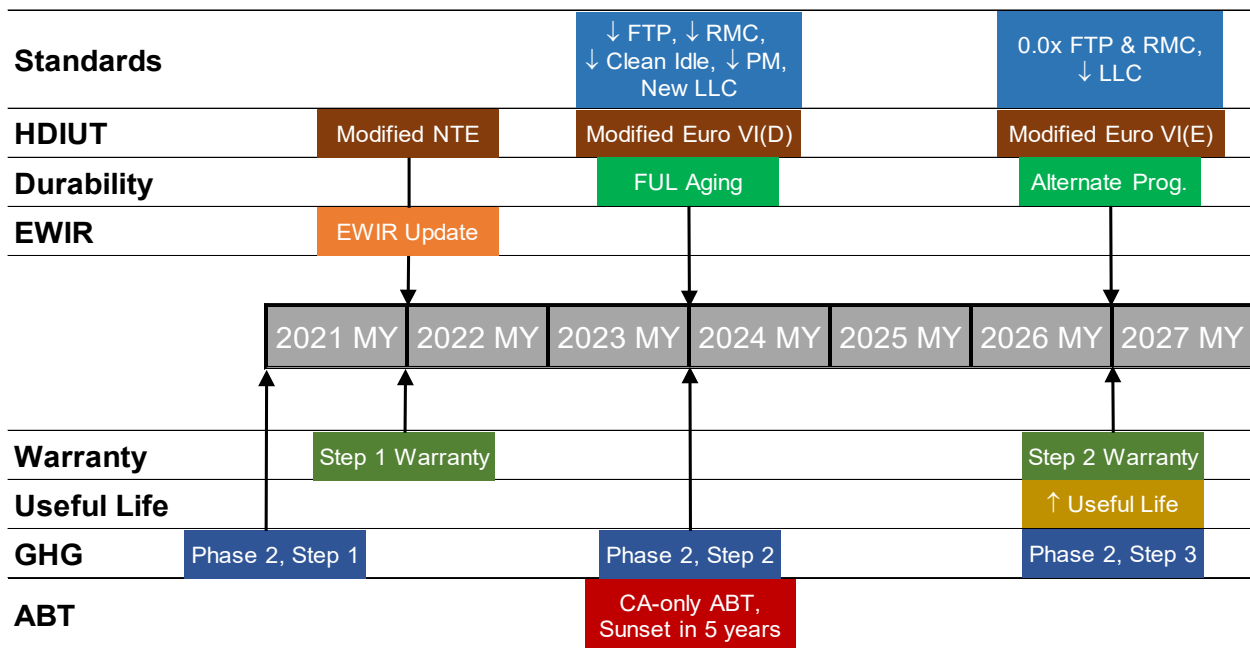 Standards
↓ FTP, ↓ RMC,
↓ Clean Idle, ↓ PM,
New LLC
0.0x FTP & RMC,
↓ LLC
HDIUT
Modified NTE
Modified Euro VI(D)
Modified Euro VI(E)
Durability
FUL Aging
Alternate Prog.
EWIR
EWIR Update
2021 MY
2022 MY
2023 MY
2024 MY
2025 MY
2026 MY
2027 MY
Warranty
Step 1 Warranty
Step 2 Warranty
Useful Life
↑ Useful Life
GHG
Phase 2, Step 1
Phase 2, Step 2
Phase 2, Step 3
ABT
CA-only ABT,
Sunset in 5 years